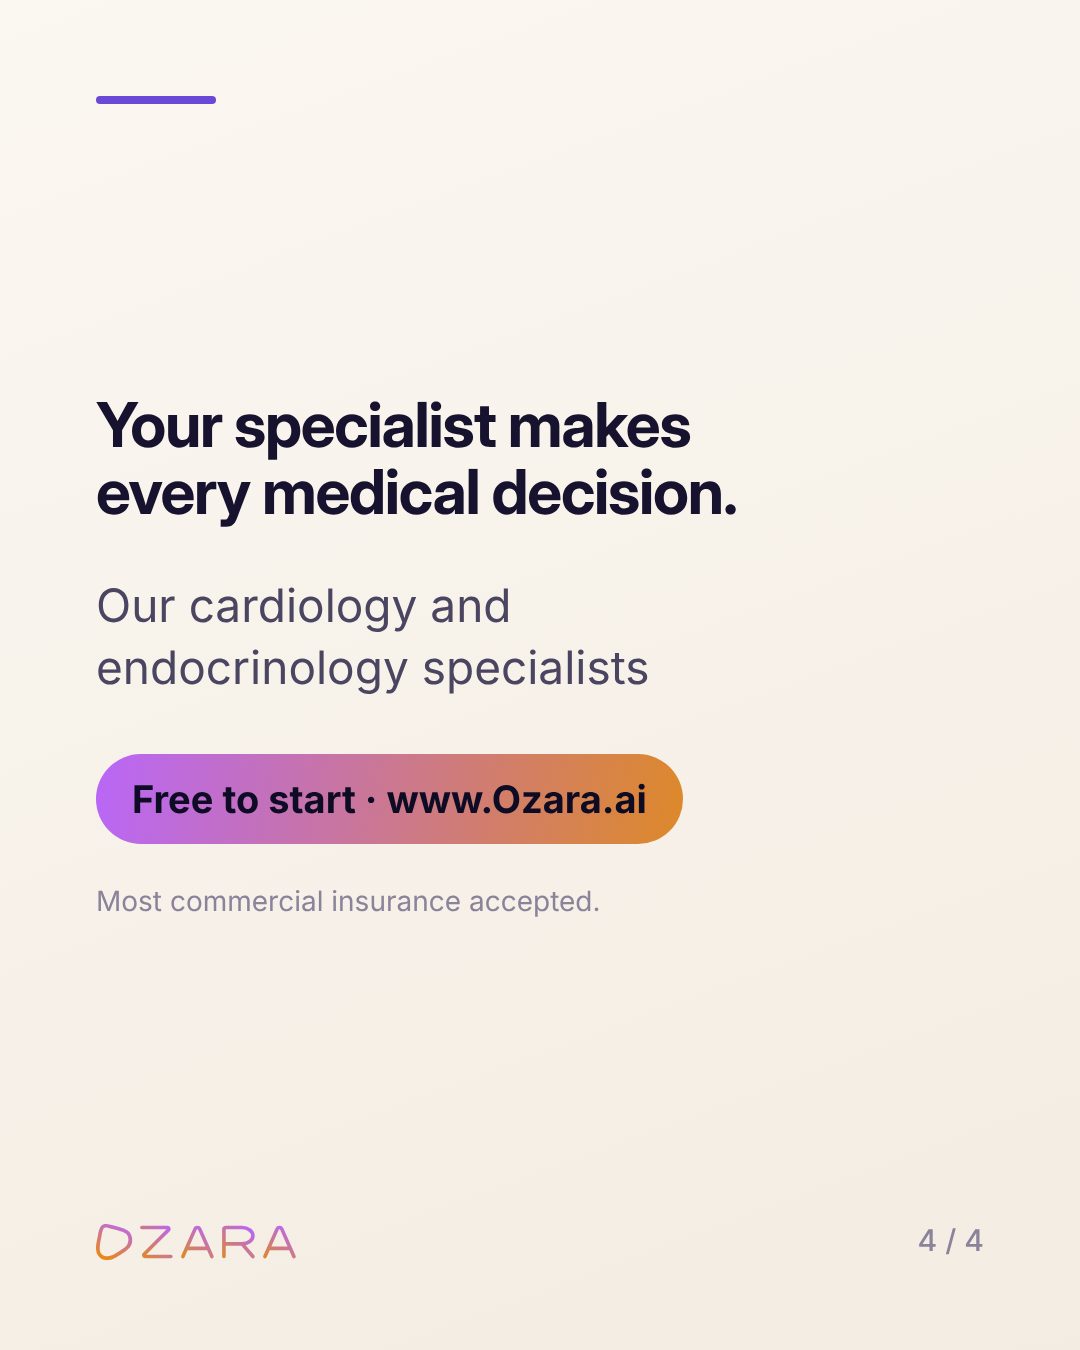 Your specialist makes
every medical decision.
Our cardiology and
endocrinology specialists
Free to start · www.Ozara.ai
Most commercial insurance accepted.
OZARA
4 / 4